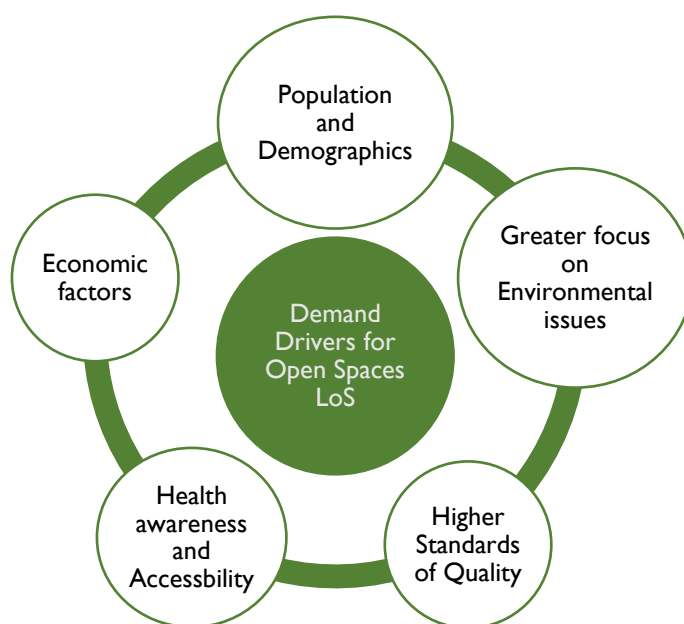 Population
and
Demographics
Greater focus
on
Environmental
issues
Higher
Standards
of Quality
Health
awareness
and
Accessbility
Economic
factors
Demand
Drivers for
Open Spaces
LoS